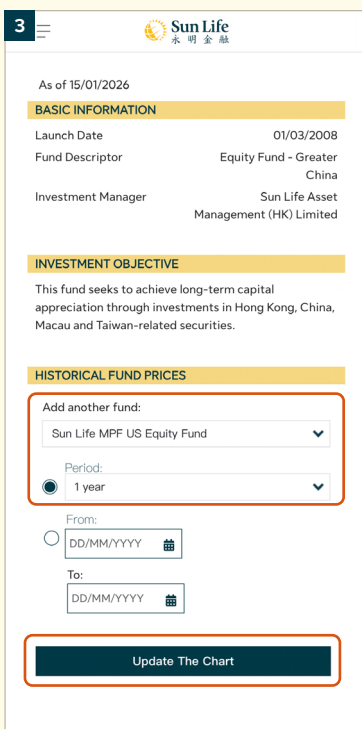 3
Sun Life
永明金融
As of 15/01/2026
BASIC INFORMATION
Launch Date 01/03/2008
Fund Descriptor Equity Fund - Greater
China
Investment Manager Sun Life Asset
Management (HK) Limited
INVESTMENT OBJECTIVE
This fund seeks to achieve long-term capital
appreciation through investments in Hong Kong, China,
Macau and Taiwan-related securities.
HISTORICAL FUND PRICES
Add another fund:
Sun Life MPF US Equity Fund
Period:
1 year
From:
DD/MM/YYYY
To:
DD/MM/YYYY
Update The Chart